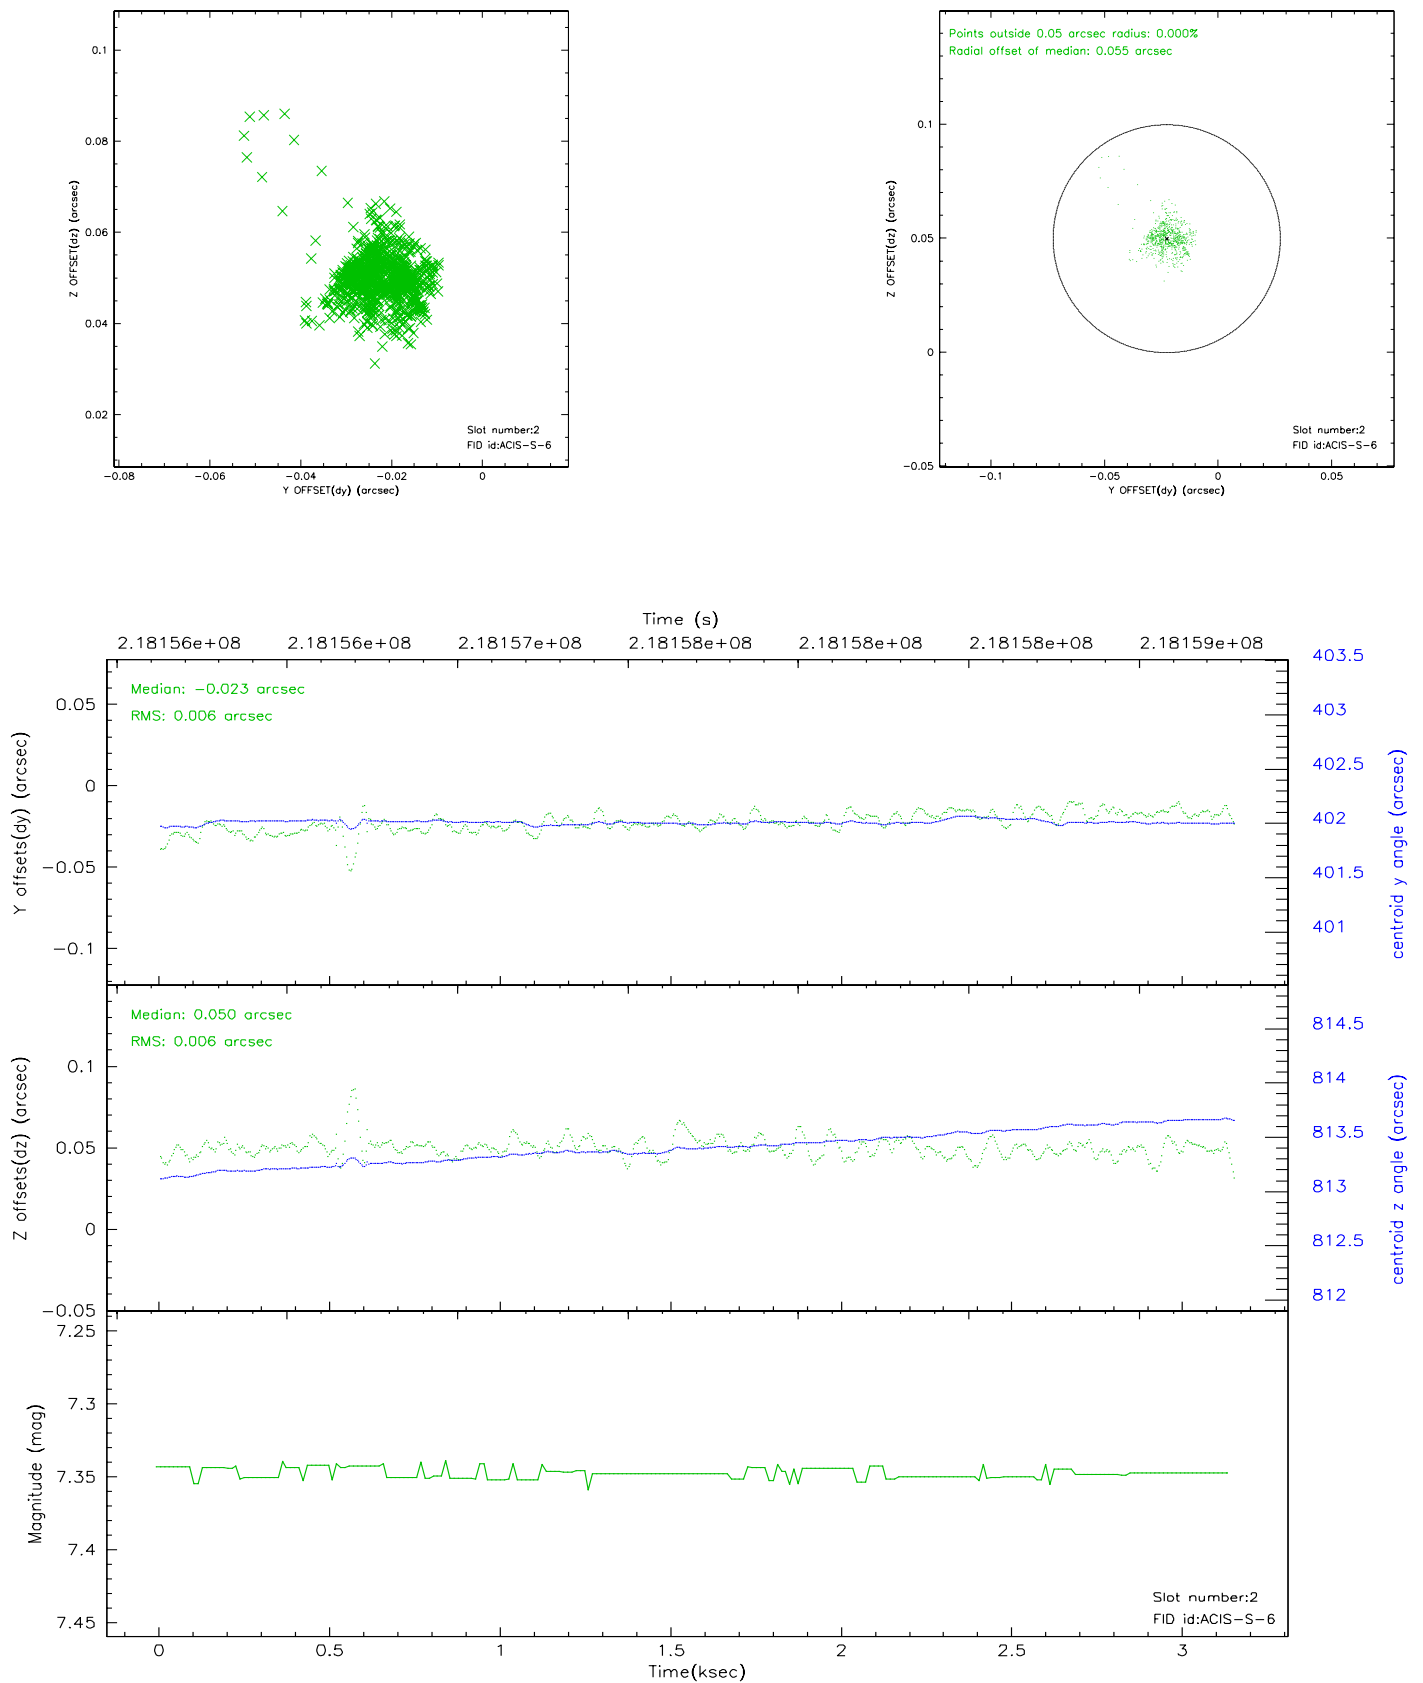 0.1
0.08
0.06
0.04
0.02
Z OFFSET(dz) (arcsec)
-0.08 -0.06 -0.04 -0.02 0
Y OFFSET(dy) (arcsec)
Slot number:2
FID id:ACIS-S-6
Points outside 0.05 arcsec radius: 0.000%
Radial offset of median: 0.055 arcsec
0.1
0.05
0
-0.05
Z OFFSET(dz) (arcsec)
-0.1 -0.05 0 0.05
Y OFFSET(dy) (arcsec)
Slot number:2
FID id:ACIS-S-6
Time (s)
2.18156e+08 2.18156e+08 2.18157e+08 2.18158e+08 2.18158e+08 2.18158e+08 2.18159e+08
Median: -0.023 arcsec
RMS: 0.006 arcsec
0.05
0
-0.05
-0.1
Y offsets(dy) (arcsec)
403.5
403
402.5
402
401.5
401
centroid y angle (arcsec)
Median: 0.050 arcsec
RMS: 0.006 arcsec
0.1
0.05
0
-0.05
Z offsets(dz) (arcsec)
814.5
814
813.5
813
812.5
812
centroid z angle (arcsec)
7.25
7.3
7.35
7.4
7.45
Magnitude (mag)
Slot number:2
FID id:ACIS-S-6
0 0.5 1 1.5 2 2.5 3
Time(ksec)